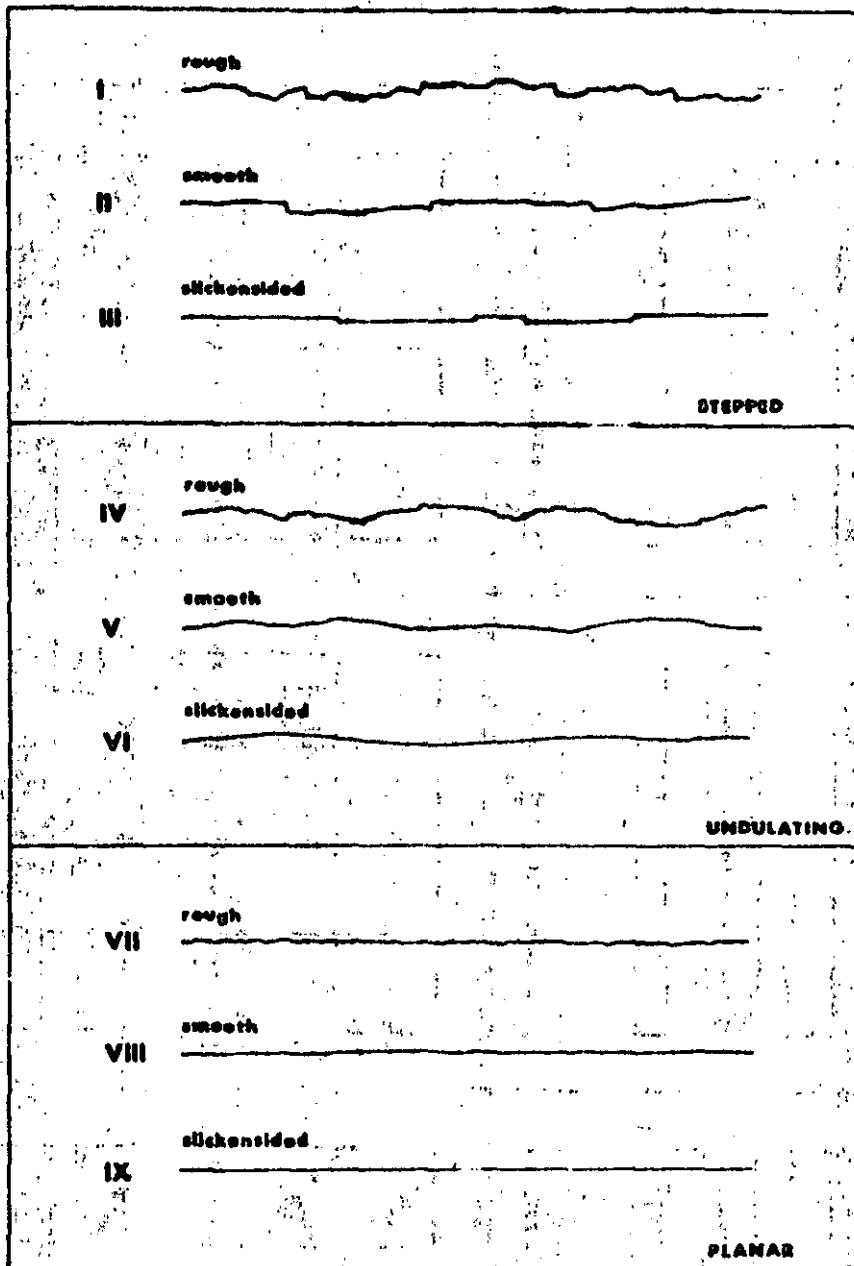 rough
I
smooth
II
slickensided
III
STEPPED
rough
IV
smooth
V
slickensided
VI
UNDULATING
rough
VII
smooth
VIII
slickensided
IX
PLANAR